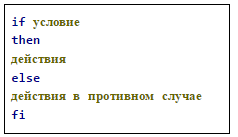 if условие
then
действия
else
действия в противном случае
fi